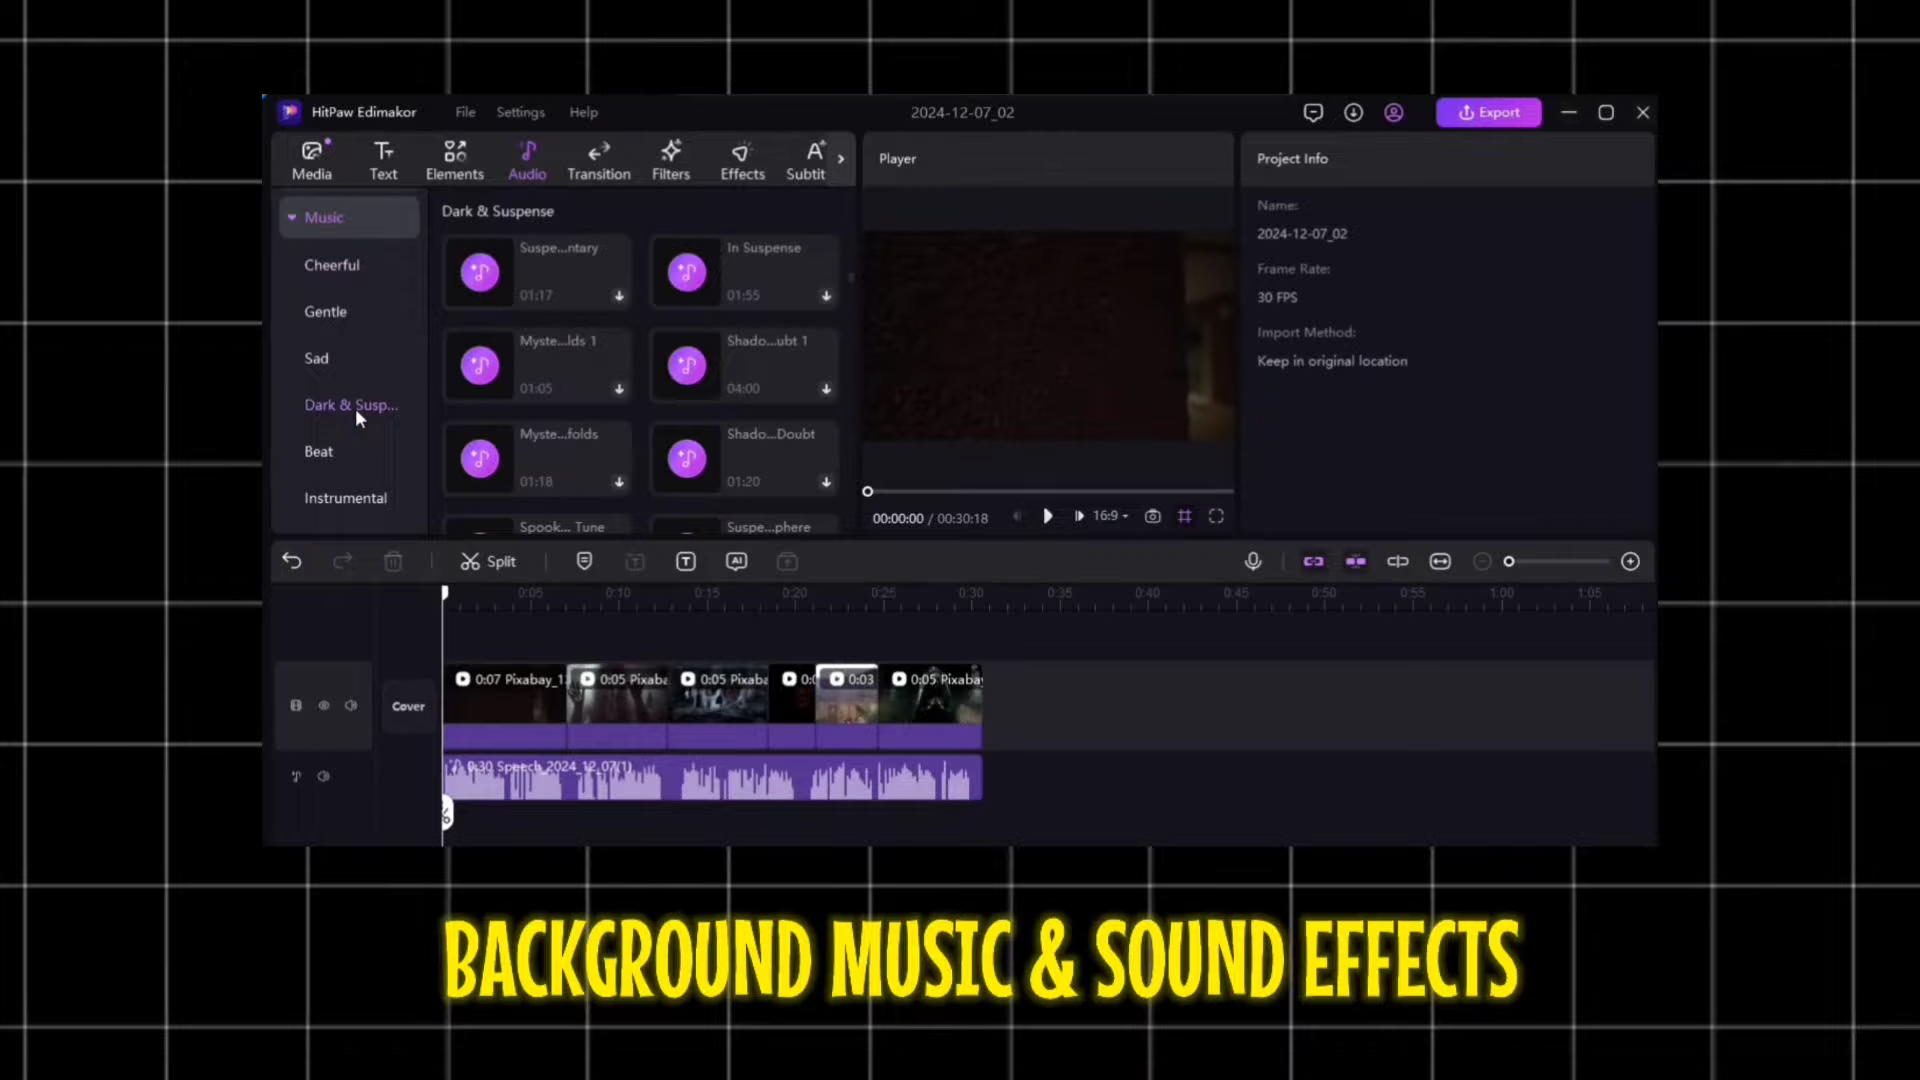 HitPaw Edimakor
File
Settings
Help
2024-12-07_02
Export
Media
Text
Elements
Audio
Transition
Filters
Effects
Subtit
Player
Project Info
Music
Cheerful
Gentle
Sad
Dark & Susp...
Beat
Instrumental
Dark & Suspense
Suspe...ntary
01:17
In Suspense
01:55
Myste...lds 1
01:05
Shado...ubt 1
04:00
Myste...folds
01:18
Shado...Doubt
01:20
Spook... Tune
Suspe...phere
00:00:00 / 00:30:18
16:9
Name:
2024-12-07_02
Frame Rate:
30 FPS
Import Method:
Keep in original location
Split
0:05
0:10
0:15
0:20
0:25
0:30
0:35
0:40
0:45
0:50
0:55
1:00
1:05
Cover
0:07 Pixabay_1
0:05 Pixaba
0:05 Pixaba
0:0
0:03
0:05 Pixabay
0:30 Speech_2024_12_07(1)
BACKGROUND MUSIC & SOUND EFFECTS